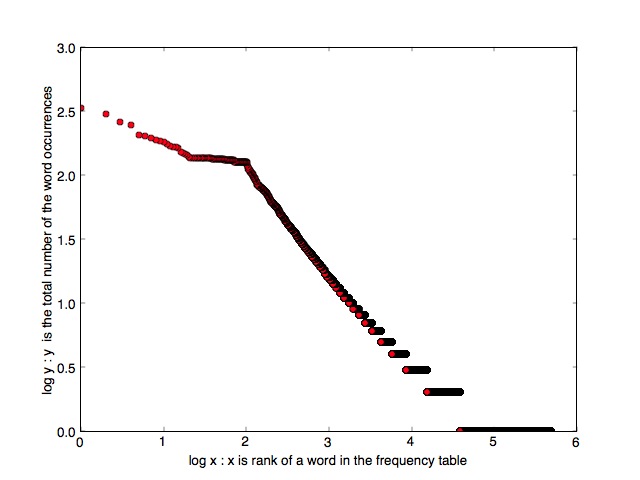 3.0
2.5
2.0
1.5
1.0
0.5
0.0
0 1 2 3 4 5 6
log y : y is the total number of the word occurrences
log x : x is rank of a word in the frequency table